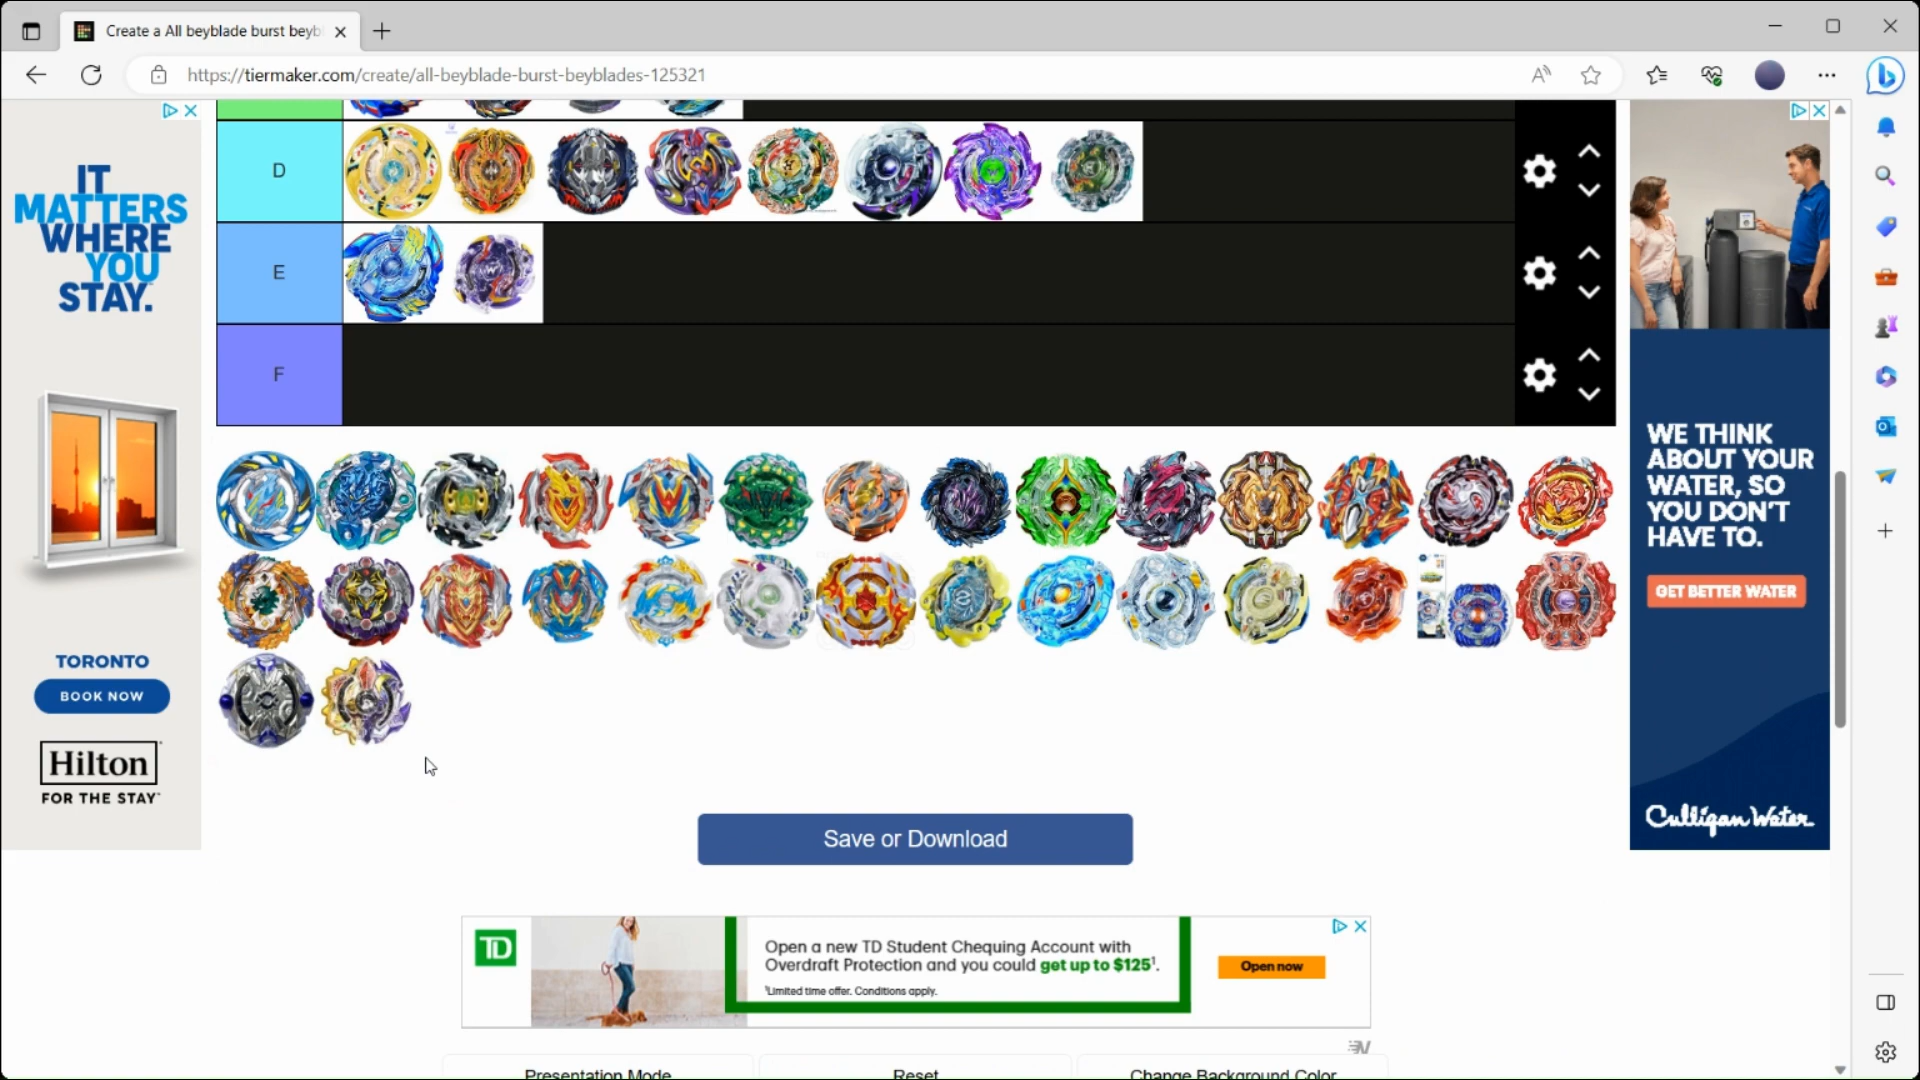 Create a All beyblade burst beyb
https://tiermaker.com/create/all-beyblade-burst-beyblades-125321
IT
MATTERS
WHERE
YOU
STAY.
TORONTO
BOOK NOW
Hilton
FOR THE STAY
D
E
F
Save or Download
TD
Open a new TD Student Chequing Account with
Overdraft Protection and you could get up to $125¹.
¹Limited time offer. Conditions apply.
Open now
Presentation Mode
Reset
Change Background Color
WE THINK
ABOUT YOUR
WATER, SO
YOU DON'T
HAVE TO.
GET BETTER WATER
Culligan Water